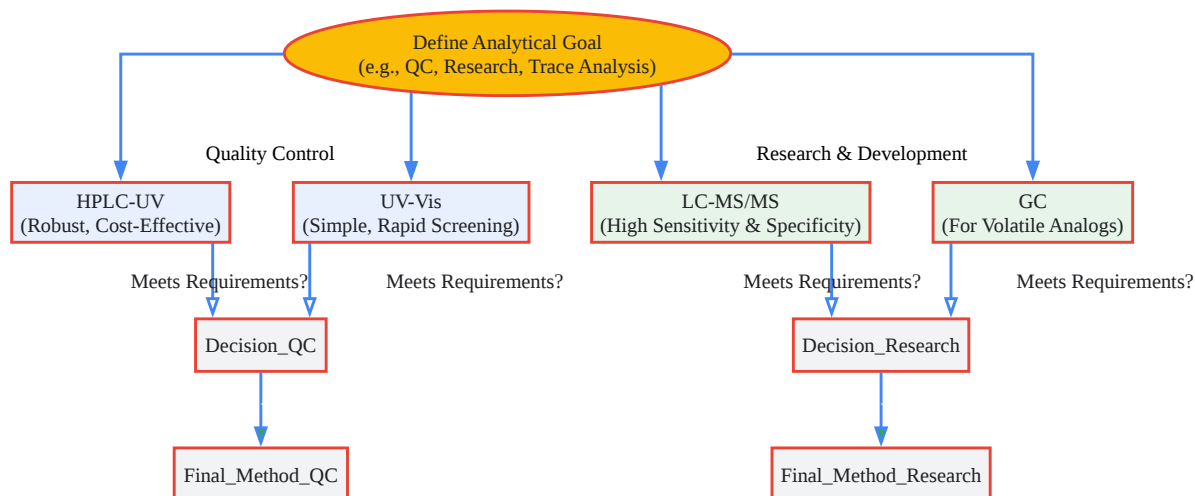 Define Analytical Goal
(e.g., QC, Research, Trace Analysis)
Quality Control
Research & Development
HPLC-UV
(Robust, Cost-Effective)
UV-Vis
(Simple, Rapid Screening)
LC-MS/MS
(High Sensitivity & Specificity)
GC
(For Volatile Analogs)
Meets Requirements?
Meets Requirements?
Meets Requirements?
Meets Requirements?
Decision_QC
Decision_Research
Final_Method_QC
Final_Method_Research